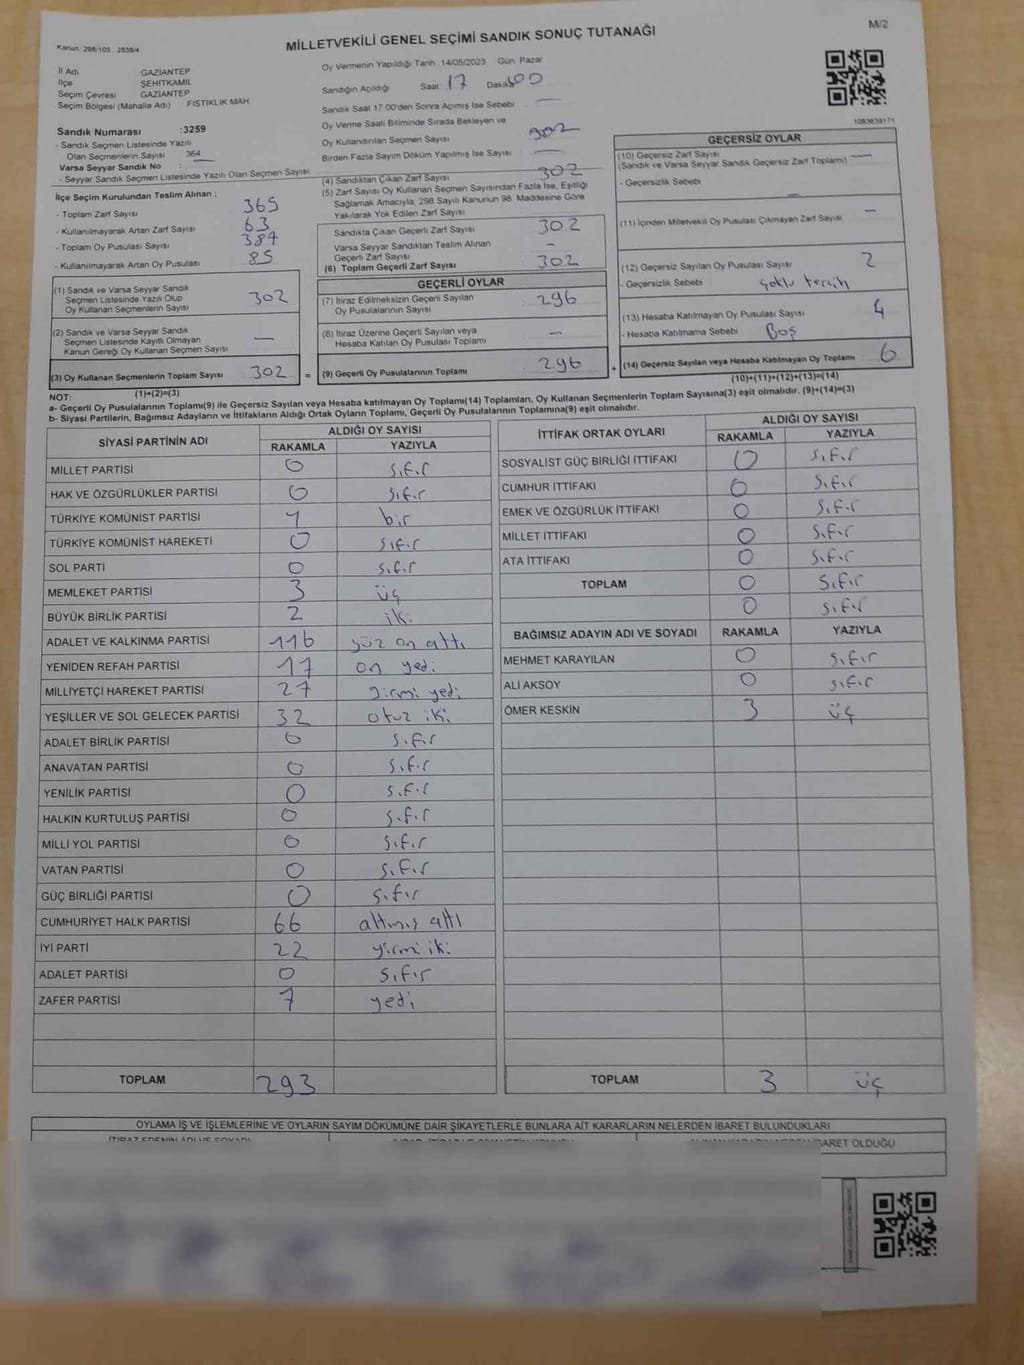 M/2
Kanun: 298/105 , 2839/4
MİLLETVEKİLİ GENEL SEÇİMİ SANDIK SONUÇ TUTANAĞI
İl Adı GAZİANTEP
İlçe ŞEHİTKAMİL
Seçim Çevresi GAZİANTEP
Seçim Bölgesi (Mahalle Adı) FISTIKLIK MAH.
Sandık Numarası :3259
- Sandık Seçmen Listesinde Yazılı
Olan Seçmenlerin Sayısı 364
Varsa Seyyar Sandık No
- Seyyar Sandık Seçmen Listesinde Yazılı Olan Seçmen Sayısı
İlçe Seçim Kurulundan Teslim Alınan ;
- Toplam Zarf Sayısı 365
- Kullanılmayarak Artan Zarf Sayısı 63
- Toplam Oy Pusulası Sayısı 387
- Kullanılmayarak Artan Oy Pusulası 85
(1) Sandık ve Varsa Seyyar Sandık
Seçmen Listesinde Yazılı Olup
Oy Kullanan Seçmenlerin Sayısı 302
(2) Sandık ve Varsa Seyyar Sandık
Seçmen Listesinde Kayıtlı Olmayan
Kanun Gereği Oy Kullanan Seçmen Sayısı —
(3) Oy Kullanan Seçmenlerin Toplam Sayısı 302 =
(1)+(2)=(3)
Oy Vermenin Yapıldığı Tarih :14/05/2023 Gün: Pazar
Sandığın Açıldığı Saat 17 Dakika 00
Sandık Saat 17:00'den Sonra Açımış İse Sebebi —
Oy Verme Saati Bitiminde Sırada Bekleyen ve
Oy Kullandırılan Seçmen Sayısı 302
Birden Fazla Sayım Döküm Yapılmış İse Sayısı —
(4) Sandıktan Çıkan Zarf Sayısı 302
(5) Zarf Sayısı Oy Kullanan Seçmen Sayısından Fazla İse, Eşitliği
Sağlamak Amacıyla, 298 Sayılı Kanunun 98. Maddesine Göre
Yakılarak Yok Edilen Zarf Sayısı
Sandıkta Çıkan Geçerli Zarf Sayısı 302
Varsa Seyyar Sandıktan Teslim Alınan
Geçerli Zarf Sayısı -
(6) Toplam Geçerli Zarf Sayısı 302
GEÇERLİ OYLAR
(7) İtiraz Edilmeksizin Geçerli Sayılan
Oy Pusulasının Sayısı 296
(8) İtiraz Üzerine Geçerli Sayılan veya
Hesaba Katılan Oy Pusulası Toplamı —
(9) Geçerli Oy Pusulalarının Toplamı 296 +
1083638171
GEÇERSİZ OYLAR
(10) Geçersiz Zarf Sayısı —
(Sandık ve Varsa Seyyar Sandık Geçersiz Zarf Toplamı)
- Geçersizlik Sebebi —
(11) İçinden Milletvekili Oy Pusulası Çıkmayan Zarf Sayısı -
(12) Geçersiz Sayılan Oy Pusulası Sayısı 2
- Geçersizlik Sebebi çoklu tercih
(13) Hesaba Katılmayan Oy Pusulası Sayısı 4
- Hesaba Katılmama Sebebi Boş
(14) Geçersiz Sayılan veya Hesaba Katılmayan Oy Toplamı 6
(10)+(11)+(12)+(13)=(14)
NOT:
a- Geçerli Oy Pusulalarının Toplamı(9) ile Geçersiz Sayılan veya Hesaba katılmayan Oy Toplamı(14) Toplamları, Oy Kullanan Seçmenlerin Toplam Sayısına(3) eşit olmalıdır. (9)+(14)=(3)
b- Siyasi Partilerin, Bağımsız Adayların ve İttifakların Aldığı Ortak Oyların Toplamı, Geçerli Oy Pusulalarının Toplamına(9) eşit olmalıdır.
SİYASİ PARTİNİN ADI ALDIĞI OY SAYISI
RAKAMLA YAZIYLA
MİLLET PARTİSİ 0 sıfır
HAK VE ÖZGÜRLÜKLER PARTİSİ 0 sıfır
TÜRKİYE KOMÜNİST PARTİSİ 1 bir
TÜRKİYE KOMÜNİST HAREKETİ 0 sıfır
SOL PARTİ 0 sıfır
MEMLEKET PARTİSİ 3 üç
BÜYÜK BİRLİK PARTİSİ 2 iki
ADALET VE KALKINMA PARTİSİ 116 yüz on altı
YENİDEN REFAH PARTİSİ 17 on yedi
MİLLİYETÇİ HAREKET PARTİSİ 27 yirmi yedi
YEŞİLLER VE SOL GELECEK PARTİSİ 32 otuz iki
ADALET BİRLİK PARTİSİ 0 sıfır
ANAVATAN PARTİSİ 0 sıfır
YENİLİK PARTİSİ 0 sıfır
HALKIN KURTULUŞ PARTİSİ 0 sıfır
MİLLİ YOL PARTİSİ 0 sıfır
VATAN PARTİSİ 0 sıfır
GÜÇ BİRLİĞİ PARTİSİ 0 sıfır
CUMHURİYET HALK PARTİSİ 66 altmış altı
İYİ PARTİ 22 yirmi iki
ADALET PARTİSİ 0 sıfır
ZAFER PARTİSİ 7 yedi
TOPLAM 293
İTTİFAK ORTAK OYLARI ALDIĞI OY SAYISI
RAKAMLA YAZIYLA
SOSYALİST GÜÇ BİRLİĞİ İTTİFAKI 0 sıfır
CUMHUR İTTİFAKI 0 sıfır
EMEK VE ÖZGÜRLÜK İTTİFAKI 0 sıfır
MİLLET İTTİFAKI 0 sıfır
ATA İTTİFAKI 0 sıfır
TOPLAM 0 sıfır
0 sıfır
BAĞIMSIZ ADAYIN ADI VE SOYADI RAKAMLA YAZIYLA
MEHMET KARAYILAN 0 sıfır
ALİ AKSOY 0 sıfır
ÖMER KESKİN 3 üç
TOPLAM 3 üç
OYLAMA İŞ VE İŞLEMLERİNE VE OYLARIN SAYIM DÖKÜMÜNE DAİR ŞİKAYETLERLE BUNLARA AİT KARARLARIN NELERDEN İBARET BULUNDUKLARI
İTİRAZ EDENİN ADI VE SOYADI İBARET OLDUĞU